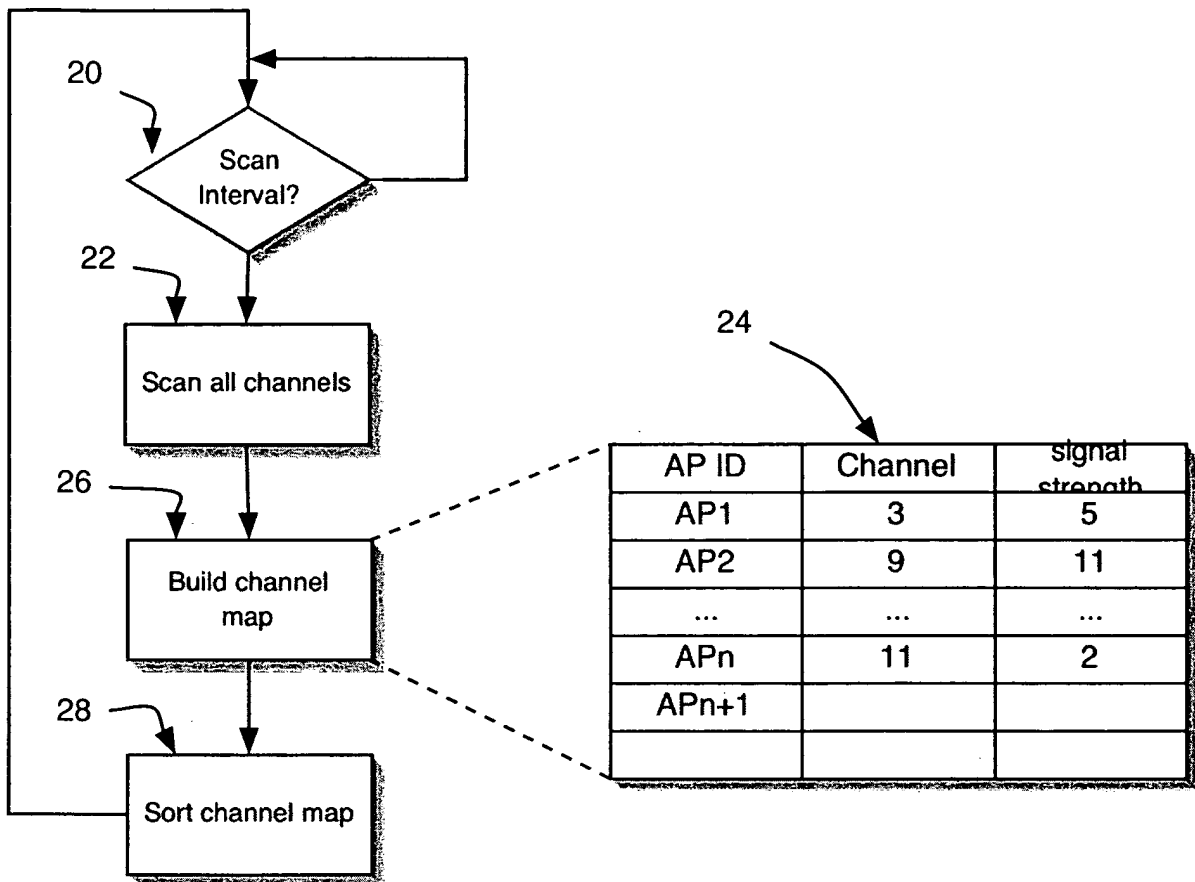 20
Scan
Interval?
22
Scan all channels
24
26
Build channel
map
AP ID Channel signal
strength
AP1 3 5
AP2 9 11
... ... ...
APn 11 2
APn+1
28
Sort channel map